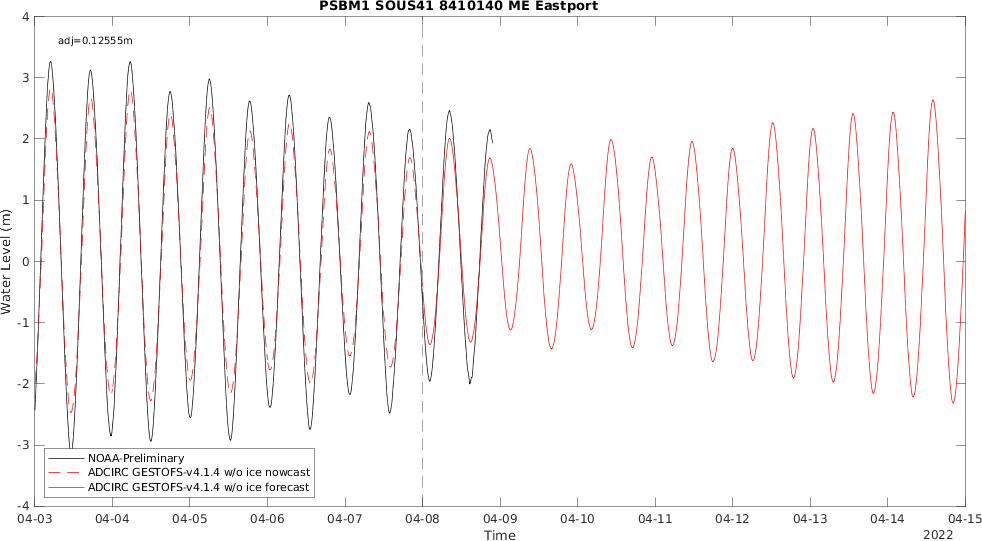 PSBM1 SOUS41 8410140 ME Eastport
adj=0.12555m
4
3
2
1
0
-1
-2
-3
-4
Water Level (m)
NOAA-Preliminary
ADCIRC GESTOFS-v4.1.4 w/o ice nowcast
ADCIRC GESTOFS-v4.1.4 w/o ice forecast
04-03 04-04 04-05 04-06 04-07 04-08 04-09 04-10 04-11 04-12 04-13 04-14 04-15
Time
2022